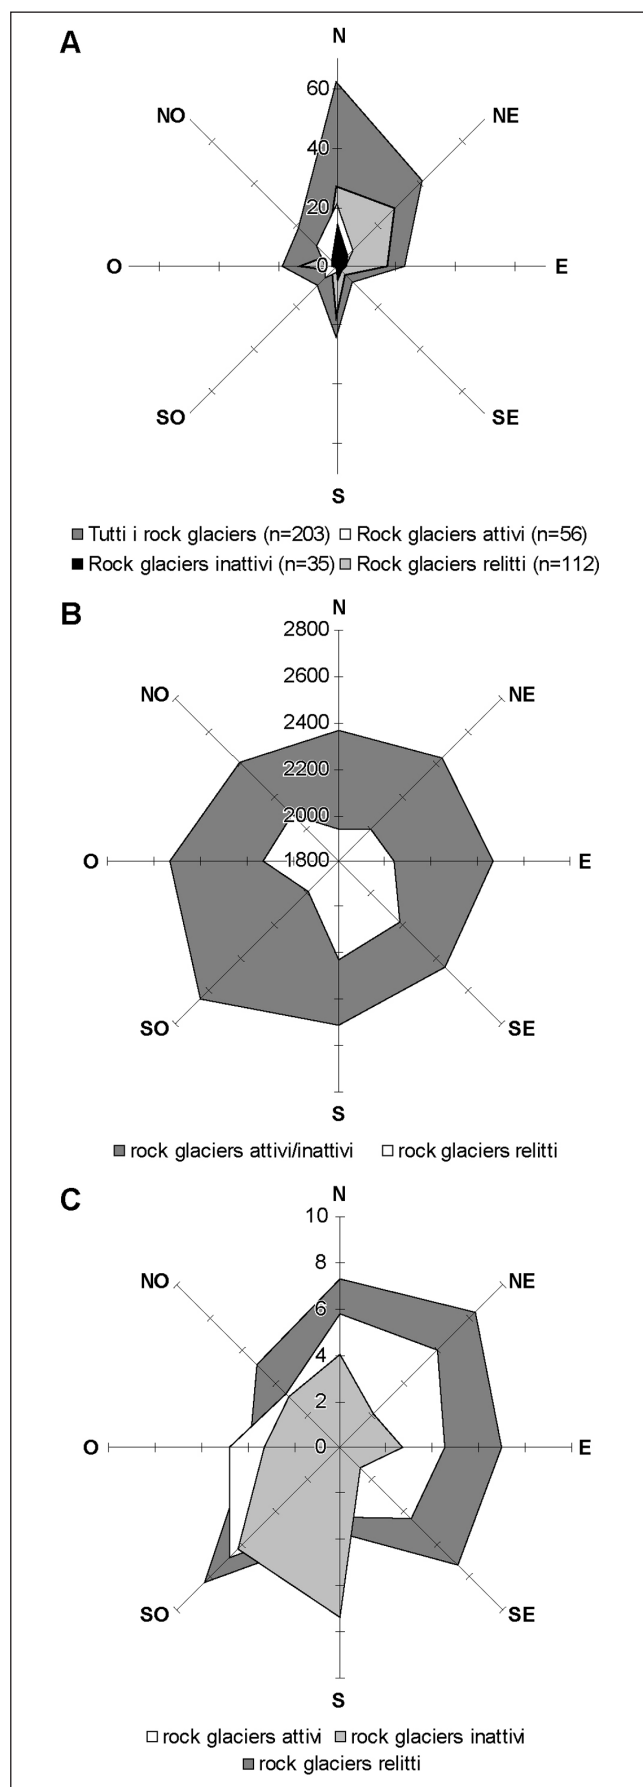 A
N
60
NO
NE
40
20
O
0
E
SO
SE
S
Tutti i rock glaciers (n=203) Rock glaciers attivi (n=56)
Rock glaciers inattivi (n=35) Rock glaciers relitti (n=112)
B
N
2800
2600
NO
NE
2400
2200
2000
O
1800
E
SO
SE
S
rock glaciers attivi/inattivi rock glaciers relitti
C
N
10
NO
NE
8
6
4
2
O
0
E
SO
SE
S
rock glaciers attivi rock glaciers inattivi
rock glaciers relitti